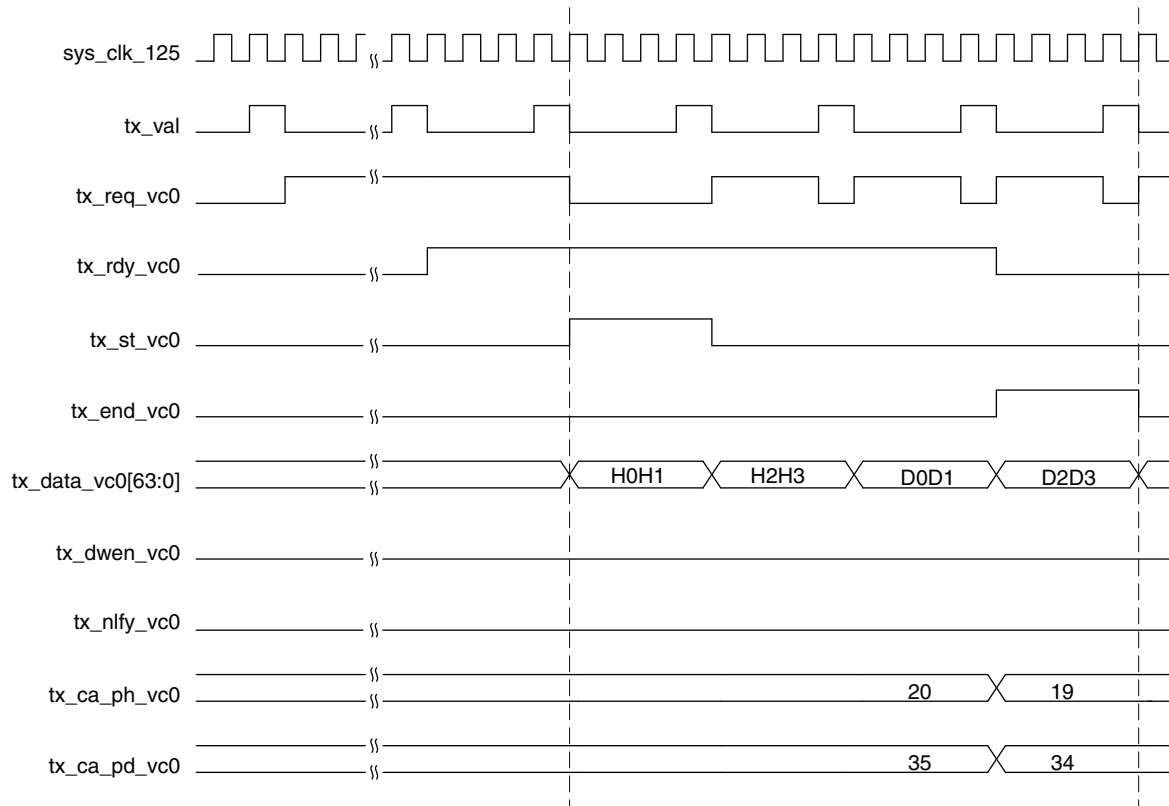 sys_clk_125
tx_val
tx_req_vc0
tx_rdy_vc0
tx_st_vc0
tx_end_vc0
tx_data_vc0[63:0] H0H1 H2H3 D0D1 D2D3
tx_dwen_vc0
tx_nlfy_vc0
tx_ca_ph_vc0 20 19
tx_ca_pd_vc0 35 34